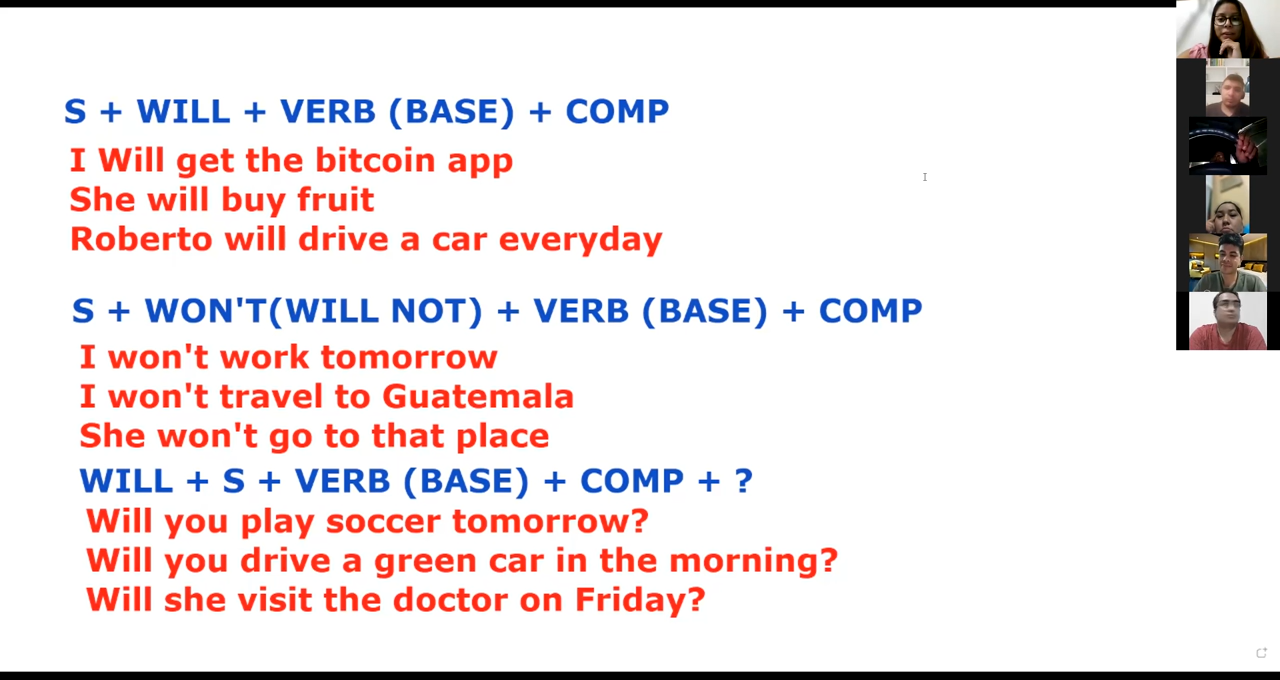 S + WILL + VERB (BASE) + COMP
I Will get the bitcoin app
She will buy fruit
Roberto will drive a car everyday
S + WON'T(WILL NOT) + VERB (BASE) + COMP
I won't work tomorrow
I won't travel to Guatemala
She won't go to that place
WILL + S + VERB (BASE) + COMP + ?
Will you play soccer tomorrow?
Will you drive a green car in the morning?
Will she visit the doctor on Friday?